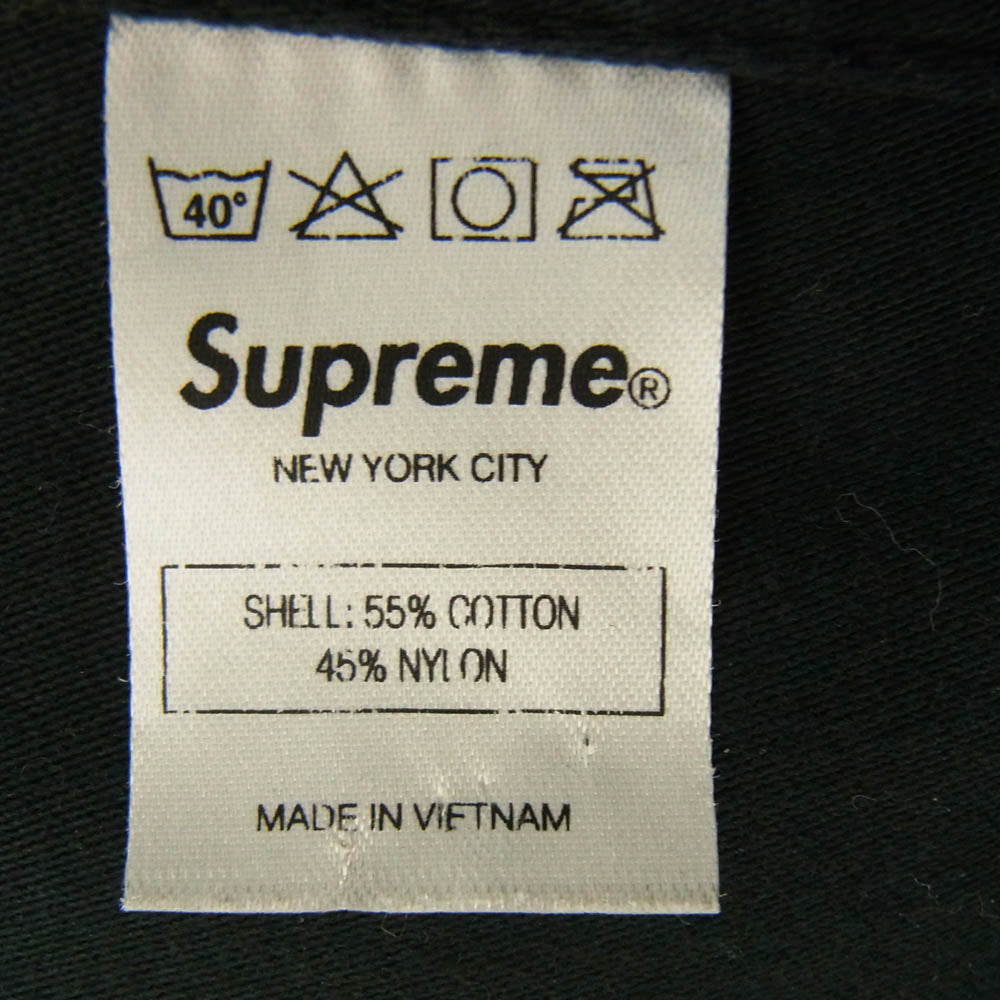 40°
Supreme®
NEW YORK CITY
SHELL: 55% COTTON
45% NYLON
MADE IN VIETNAM